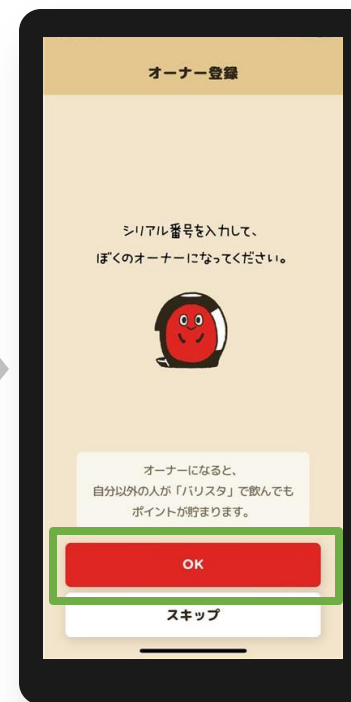 オーナー登録
シリアル番号を入力して、
ぼくのオーナーになってください。
オーナーになると、
自分以外の人が「バリスタ」で飲んでも
ポイントが貯まります。
OK
スキップ